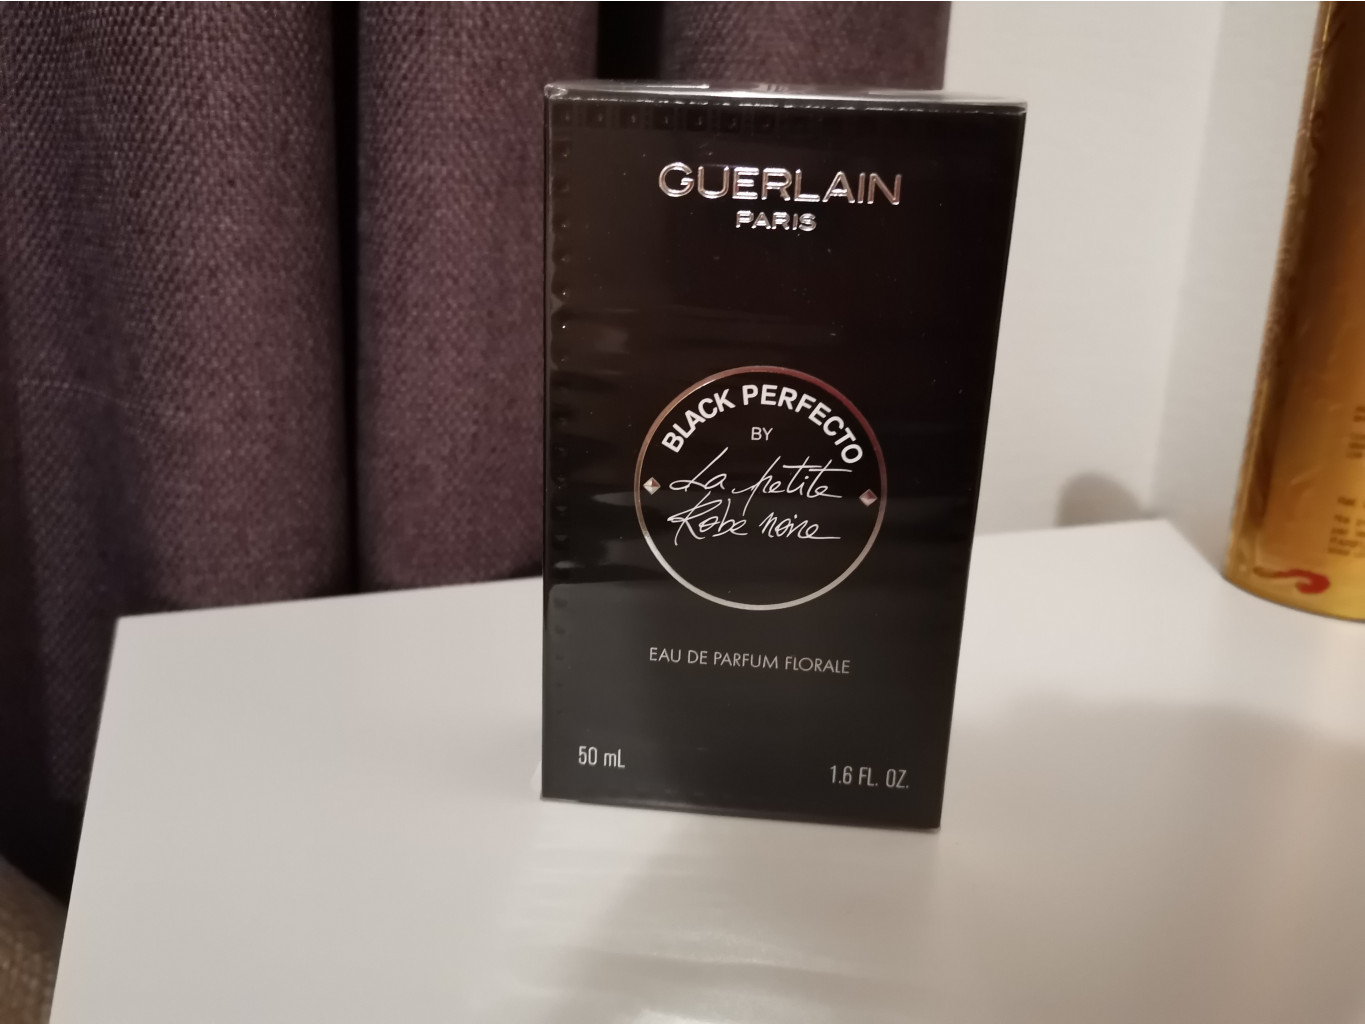 GUERLAIN
PARIS
BLACK PERFECTO
BY
La petite
Robe noire
EAU DE PARFUM FLORALE
50 mL
1.6 FL. OZ.